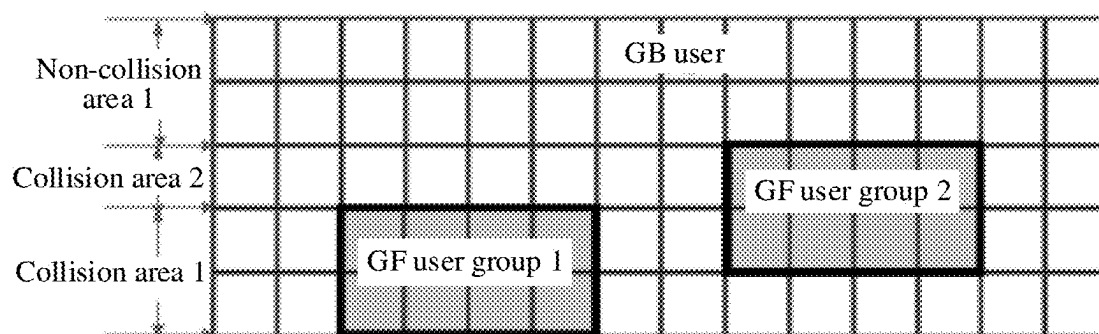 GB user
Non-collision
area 1
Collision area 2
GF user group 2
Collision area 1
GF user group 1